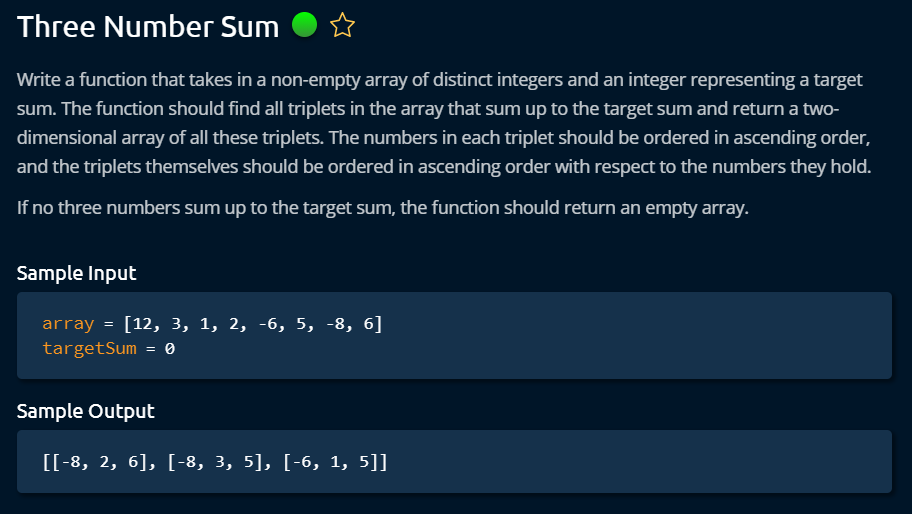 Three Number Sum
Write a function that takes in a non-empty array of distinct integers and an integer representing a target
sum. The function should find all triplets in the array that sum up to the target sum and return a two-
dimensional array of all these triplets. The numbers in each triplet should be ordered in ascending order,
and the triplets themselves should be ordered in ascending order with respect to the numbers they hold.
If no three numbers sum up to the target sum, the function should return an empty array.
Sample Input
array = [12, 3, 1, 2, -6, 5, -8, 6]
targetSum = 0
Sample Output
[[-8, 2, 6], [-8, 3, 5], [-6, 1, 5]]